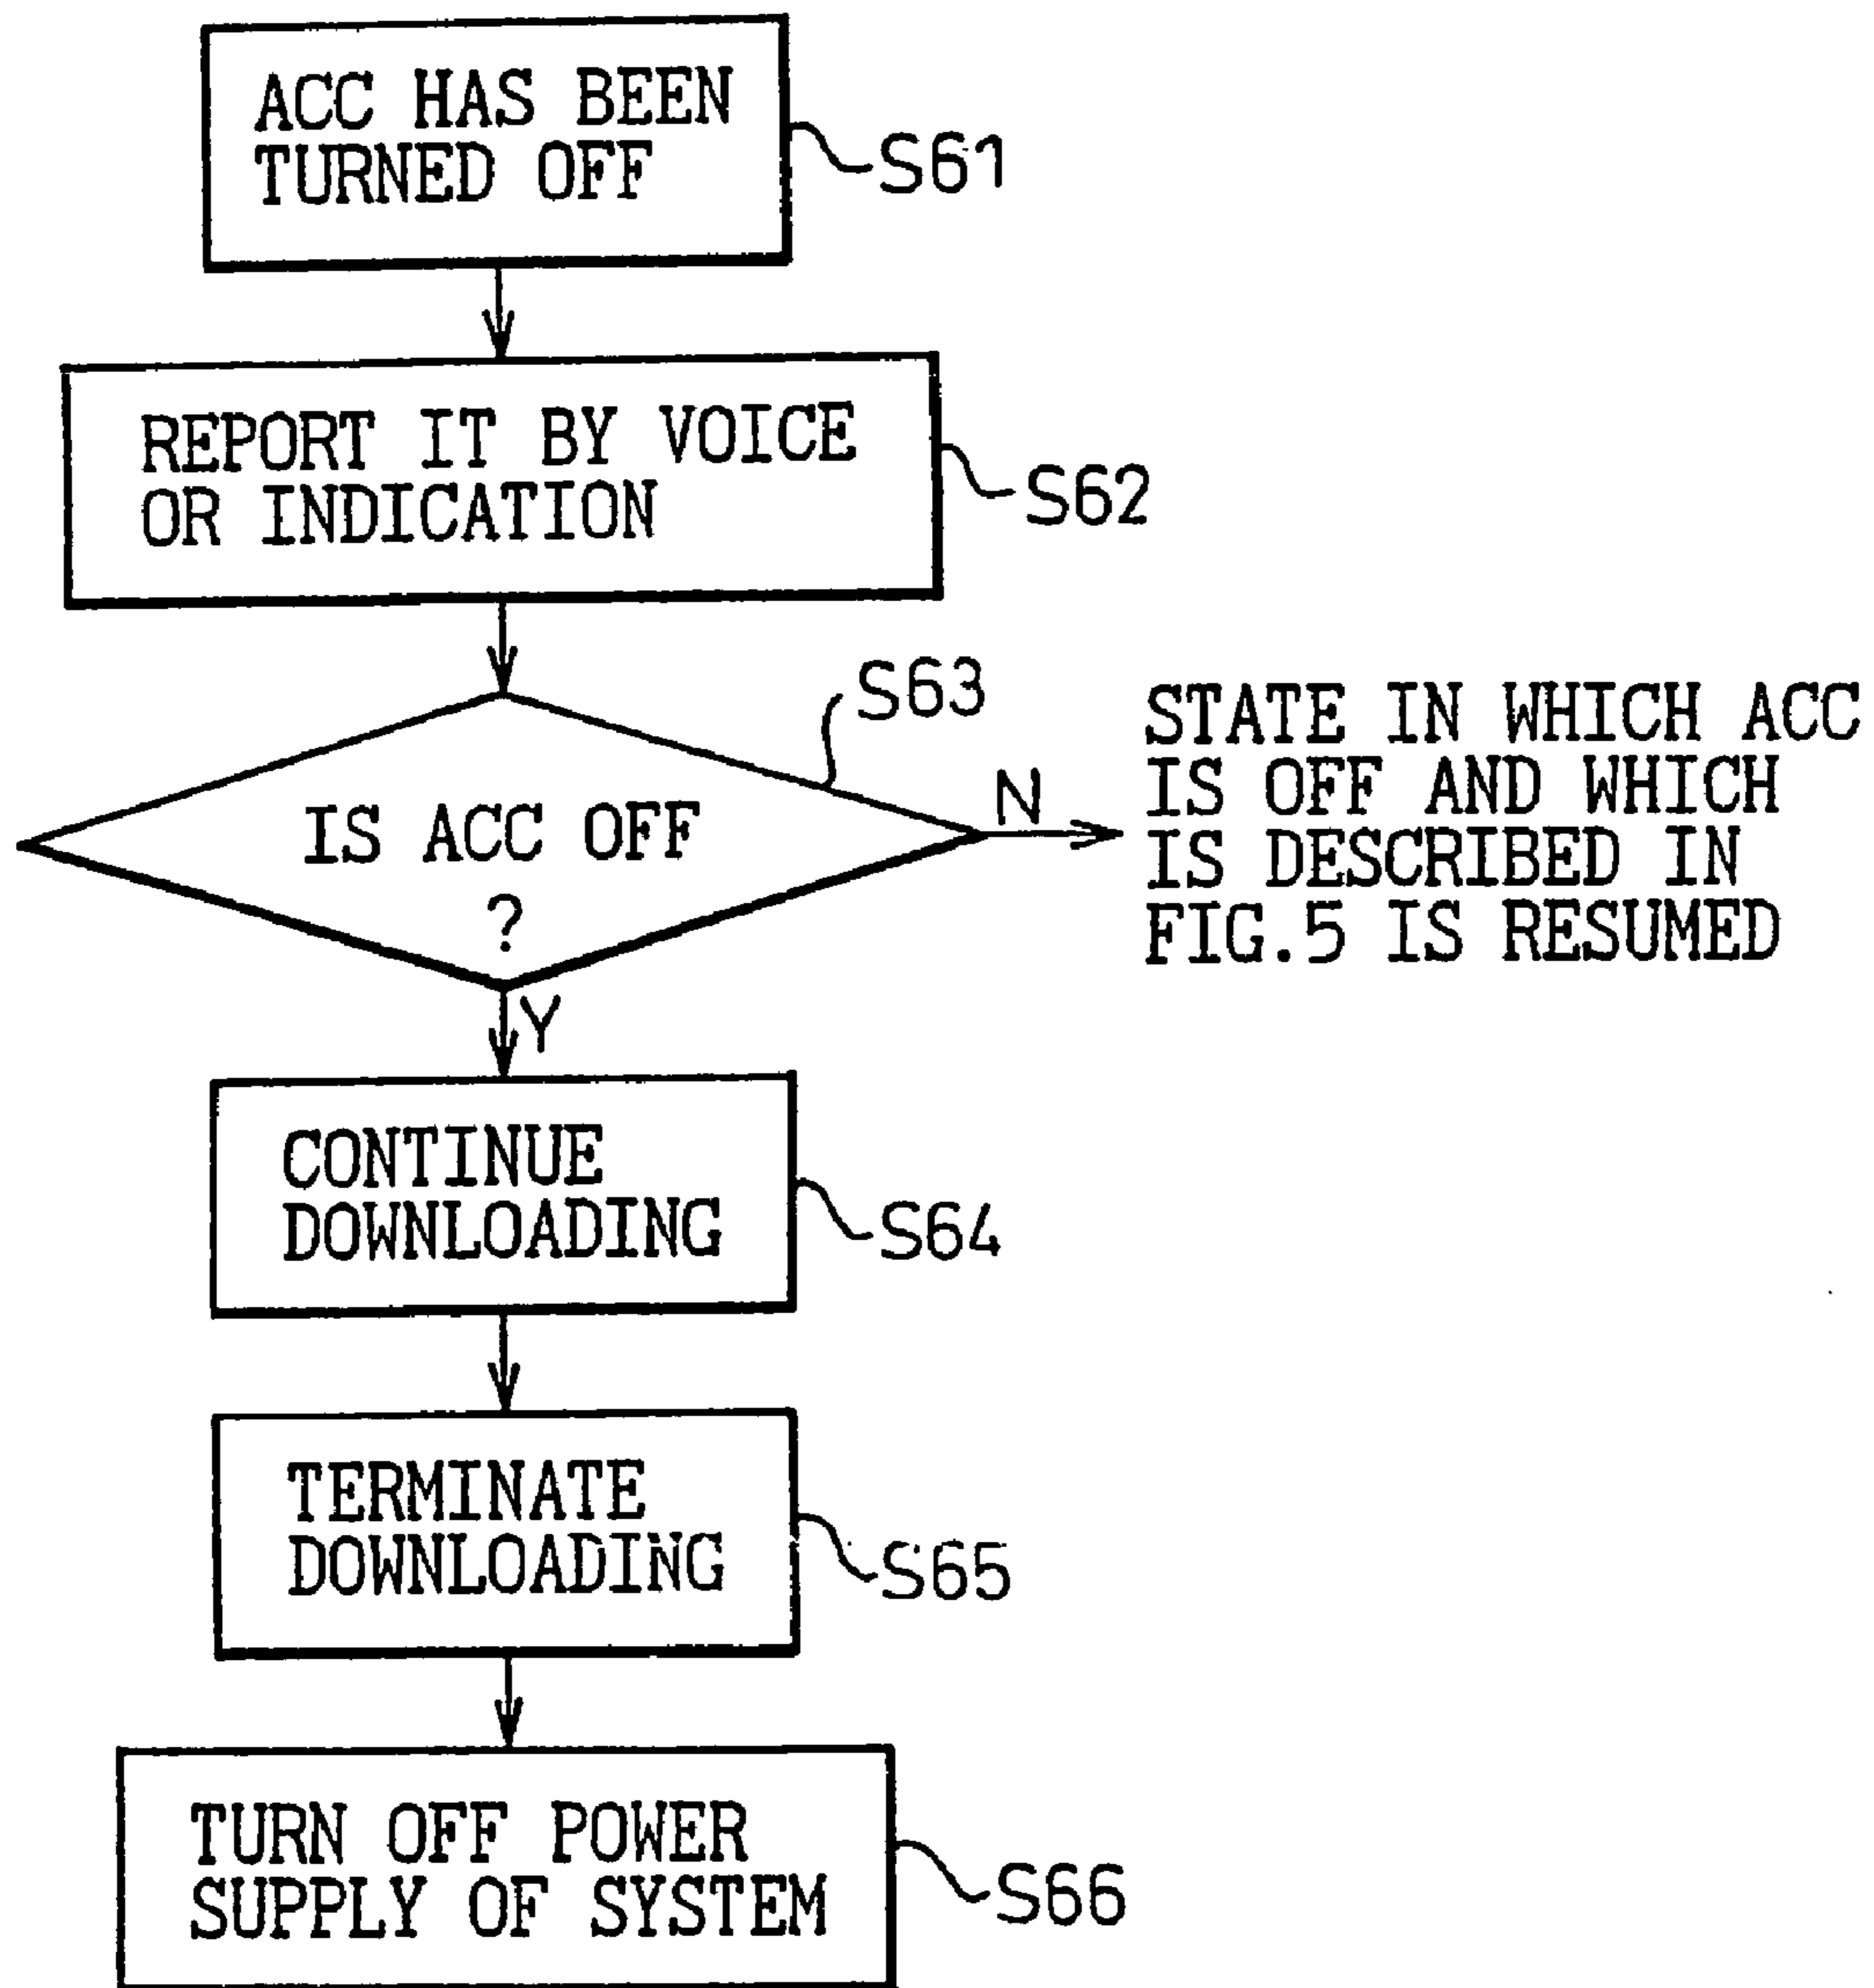 ACC HAS BEEN
TURNED OFF
S61
REPORT IT BY VOICE
OR INDICATION
S62
S63
IS ACC OFF
?
N
STATE IN WHICH ACC
IS OFF AND WHICH
IS DESCRIBED IN
FIG.5 IS RESUMED
Y
CONTINUE
DOWNLOADING
S64
TERMINATE
DOWNLOADING
S65
TURN OFF POWER
SUPPLY OF SYSTEM
S66